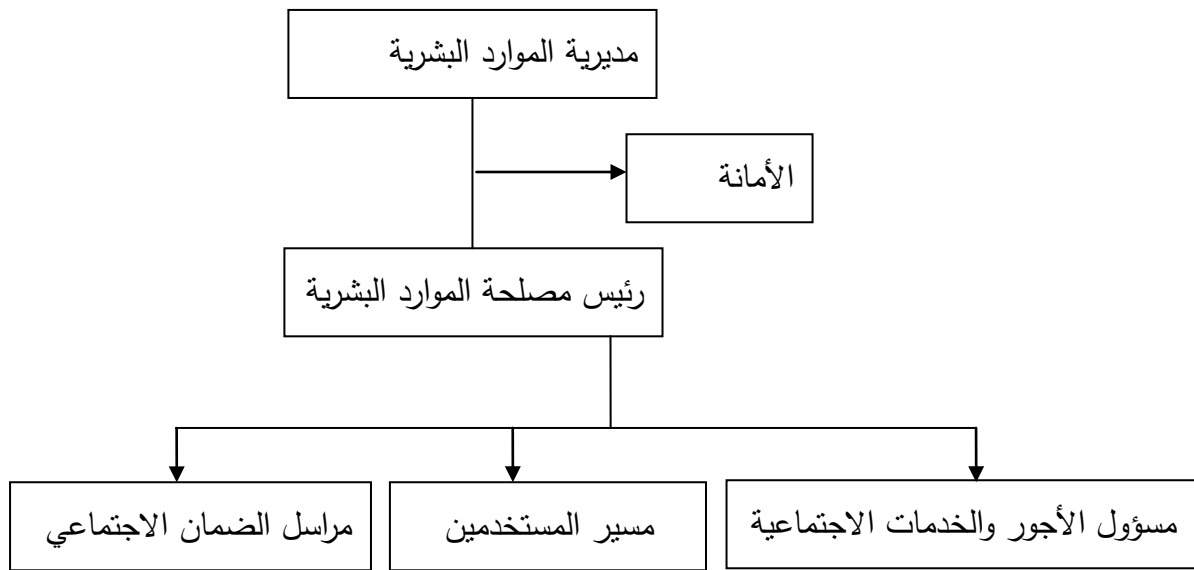 مديرية الموارد البشرية
الأمانة
رئيس مصلحة الموارد البشرية
مسؤول الأجور والخدمات الاجتماعية
مسير المستخدمين
مراسل الضمان الاجتماعي